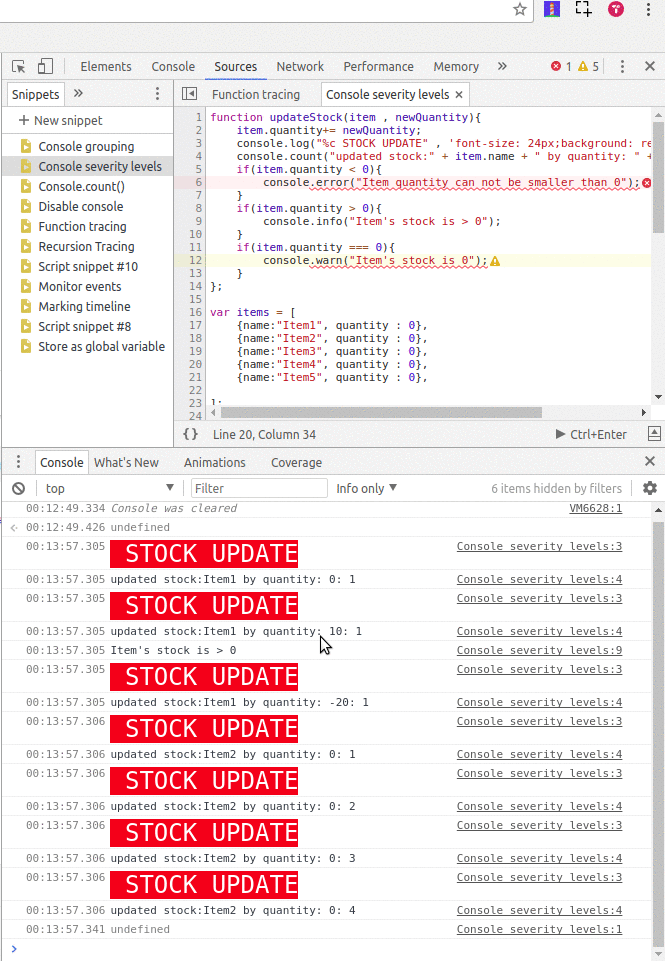 Elements Console Sources Network Performance Memory » 1 5
Snippets » Function tracing Console severity levels ×
+ New snippet
Console grouping
Console severity levels
Console.count()
Disable console
Function tracing
Recursion Tracing
Script snippet #10
Monitor events
Marking timeline
Script snippet #8
Store as global variable
1 function updateStock(item , newQuantity){
2 item.quantity+= newQuantity;
3 console.log("%c STOCK UPDATE" , 'font-size: 24px;background: re
4 console.count("updated stock:" + item.name + " by quantity: " +
5 if(item.quantity < 0){
6 console.error("Item quantity can not be smaller than 0");
7 }
8 if(item.quantity > 0){
9 console.info("Item's stock is > 0");
10 }
11 if(item.quantity === 0){
12 console.warn("Item's stock is 0");
13 }
14 };
15
16 var items = [
17 {name:"Item1", quantity : 0},
18 {name:"Item2", quantity : 0},
19 {name:"Item3", quantity : 0},
20 {name:"Item4", quantity : 0},
21 {name:"Item5", quantity : 0},
22
23 ];
24
{} Line 20, Column 34 Ctrl+Enter
Console What's New Animations Coverage ×
top Filter Info only 6 items hidden by filters
00:12:49.334 Console was cleared VM6628:1
00:12:49.426 undefined
00:13:57.305 STOCK UPDATE Console severity levels:3
00:13:57.305 updated stock:Item1 by quantity: 0: 1 Console severity levels:4
00:13:57.305 STOCK UPDATE Console severity levels:3
00:13:57.305 updated stock:Item1 by quantity: 10: 1 Console severity levels:4
00:13:57.305 Item's stock is > 0 Console severity levels:9
00:13:57.305 STOCK UPDATE Console severity levels:3
00:13:57.305 updated stock:Item1 by quantity: -20: 1 Console severity levels:4
00:13:57.306 STOCK UPDATE Console severity levels:3
00:13:57.306 updated stock:Item2 by quantity: 0: 1 Console severity levels:4
00:13:57.306 STOCK UPDATE Console severity levels:3
00:13:57.306 updated stock:Item2 by quantity: 0: 2 Console severity levels:4
00:13:57.306 STOCK UPDATE Console severity levels:3
00:13:57.306 updated stock:Item2 by quantity: 0: 3 Console severity levels:4
00:13:57.306 STOCK UPDATE Console severity levels:3
00:13:57.306 updated stock:Item2 by quantity: 0: 4 Console severity levels:4
00:13:57.341 undefined Console severity levels:1
>